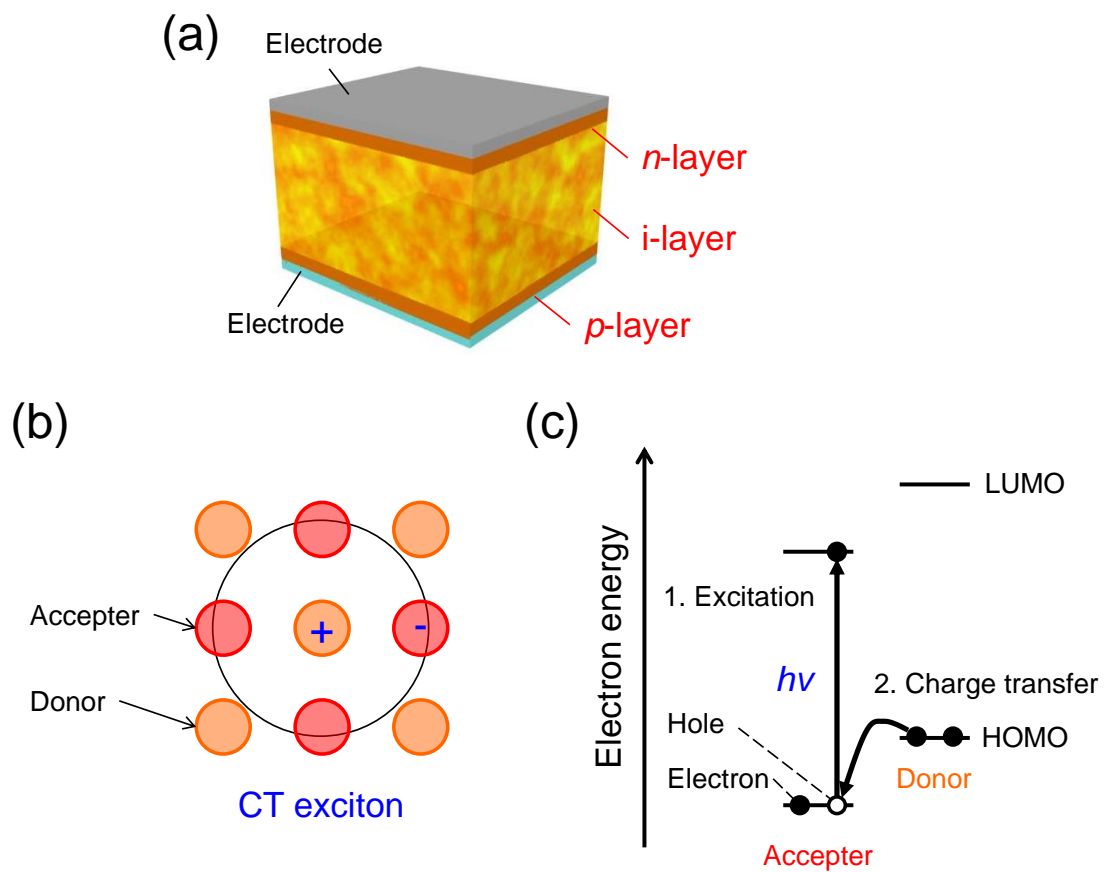 (a)
Electrode
n-layer
i-layer
p-layer
Electrode
(b)
Accepter
Donor
+
-
CT exciton
(c)
Electron energy
LUMO
1. Excitation
hν
2. Charge transfer
Hole
HOMO
Electron
Donor
Accepter